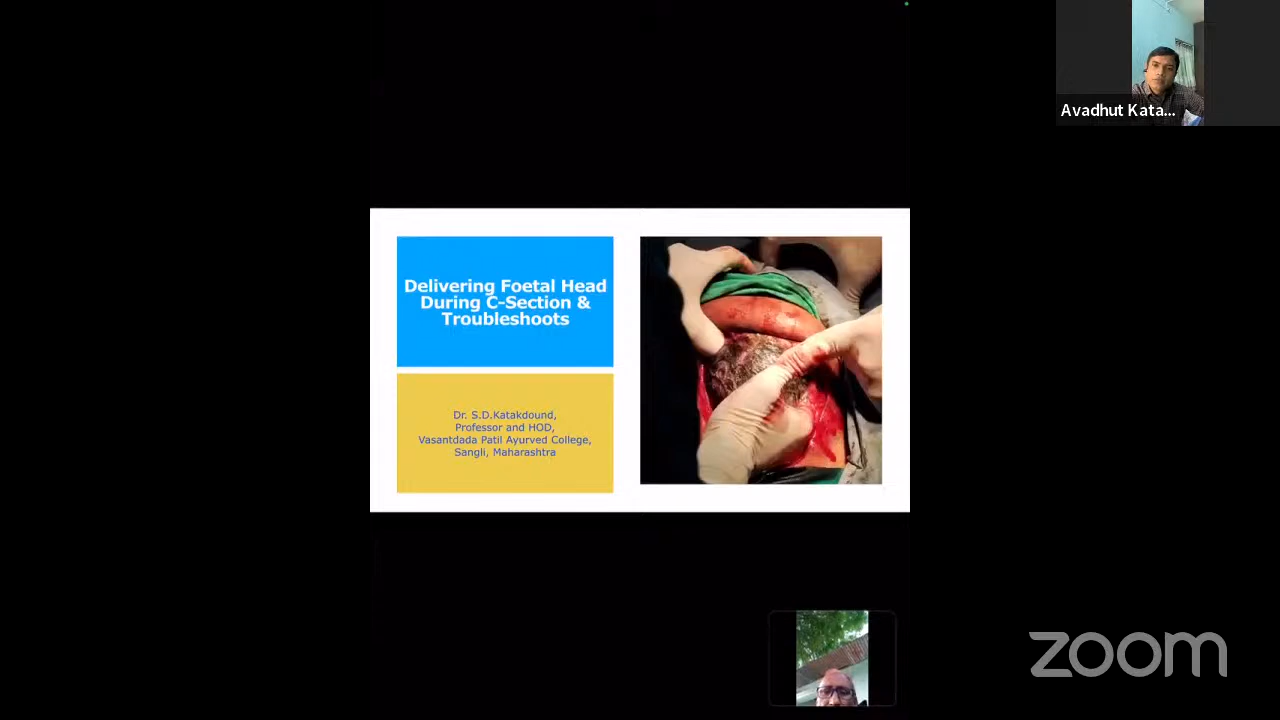 Avadhut Kata...
Delivering Foetal Head
During C-Section &
Troubleshoots
Dr. S.D.Katakdound,
Professor and HOD,
Vasantdada Patil Ayurved College,
Sangli, Maharashtra
zoom